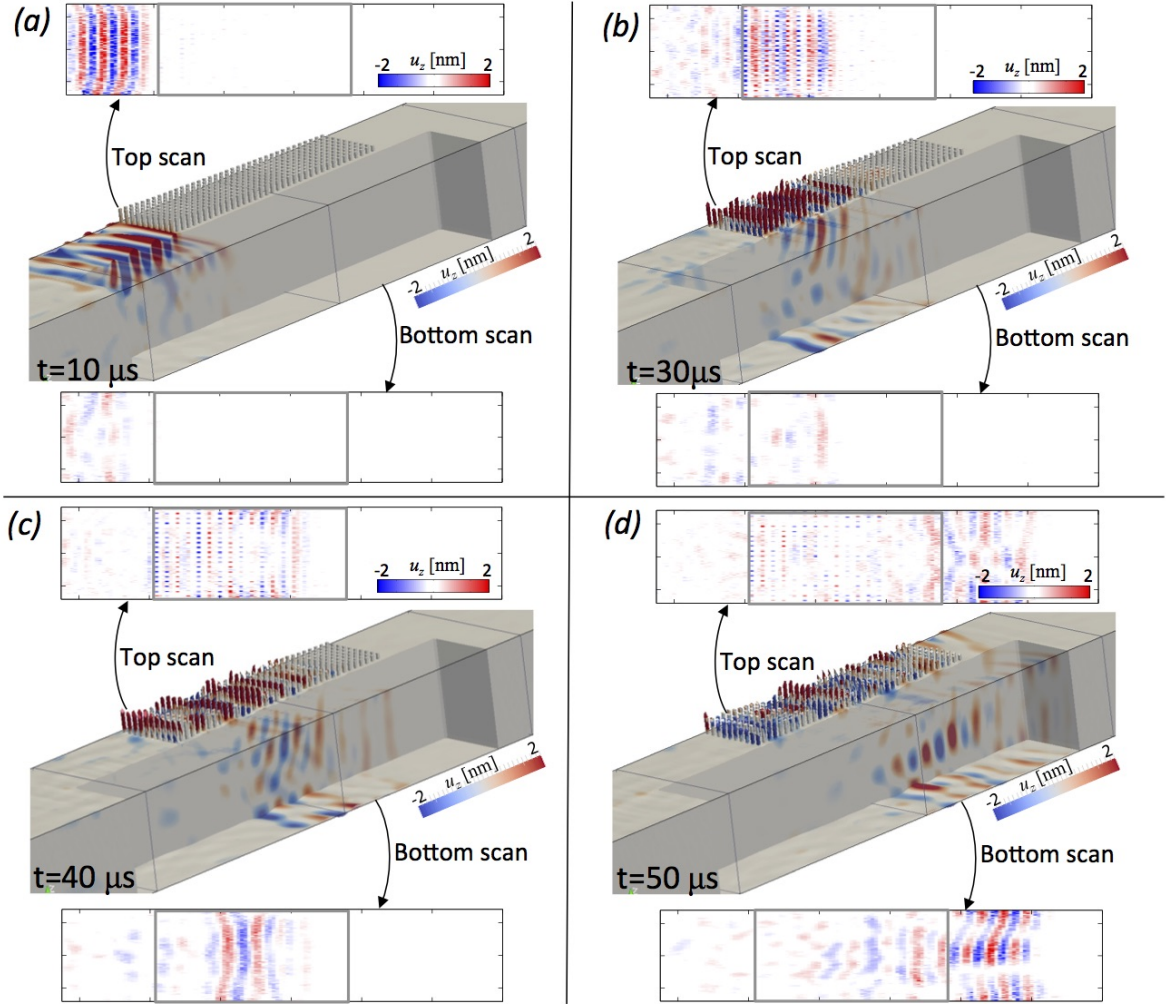 (a)
u_z [nm]
-2 2
Top scan
u_z [nm]
-2 2
Bottom scan
t=10 μs
(b)
u_z [nm]
-2 2
Top scan
u_z [nm]
-2 2
Bottom scan
t=30μs
(c)
u_z [nm]
-2 2
Top scan
u_z [nm]
-2 2
Bottom scan
t=40 μs
(d)
u_z [nm]
-2 2
Top scan
u_z [nm]
-2 2
Bottom scan
t=50 μs